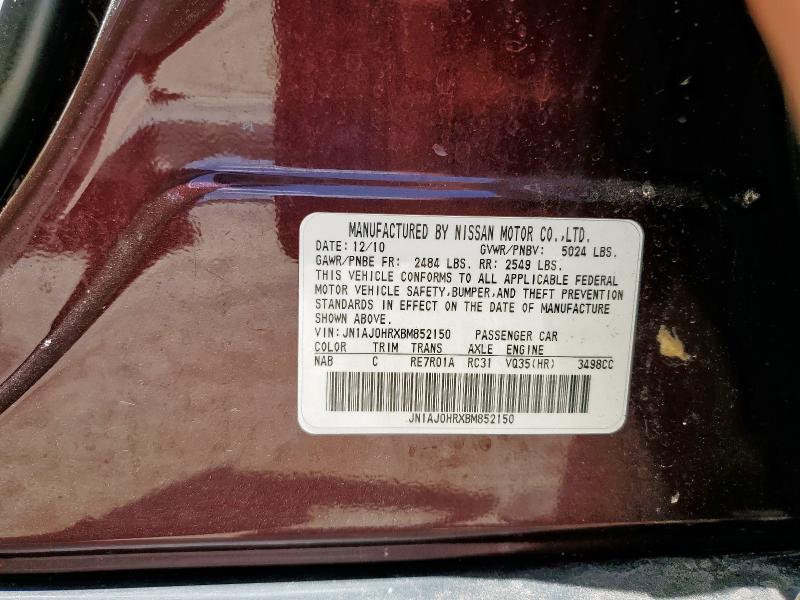 MANUFACTURED BY NISSAN MOTOR CO.,LTD.
DATE: 12/10 GVWR/PNBV: 5024 LBS.
GAWR/PNBE FR: 2484 LBS. RR: 2549 LBS.
THIS VEHICLE CONFORMS TO ALL APPLICABLE FEDERAL
MOTOR VEHICLE SAFETY,BUMPER,AND THEFT PREVENTION
STANDARDS IN EFFECT ON THE DATE OF MANUFACTURE
SHOWN ABOVE.
VIN: JN1AJ0HRXBM852150 PASSENGER CAR
COLOR TRIM TRANS AXLE ENGINE
NAB C RE7R01A RC31 VQ35(HR) 3498CC
JN1AJ0HRXBM852150